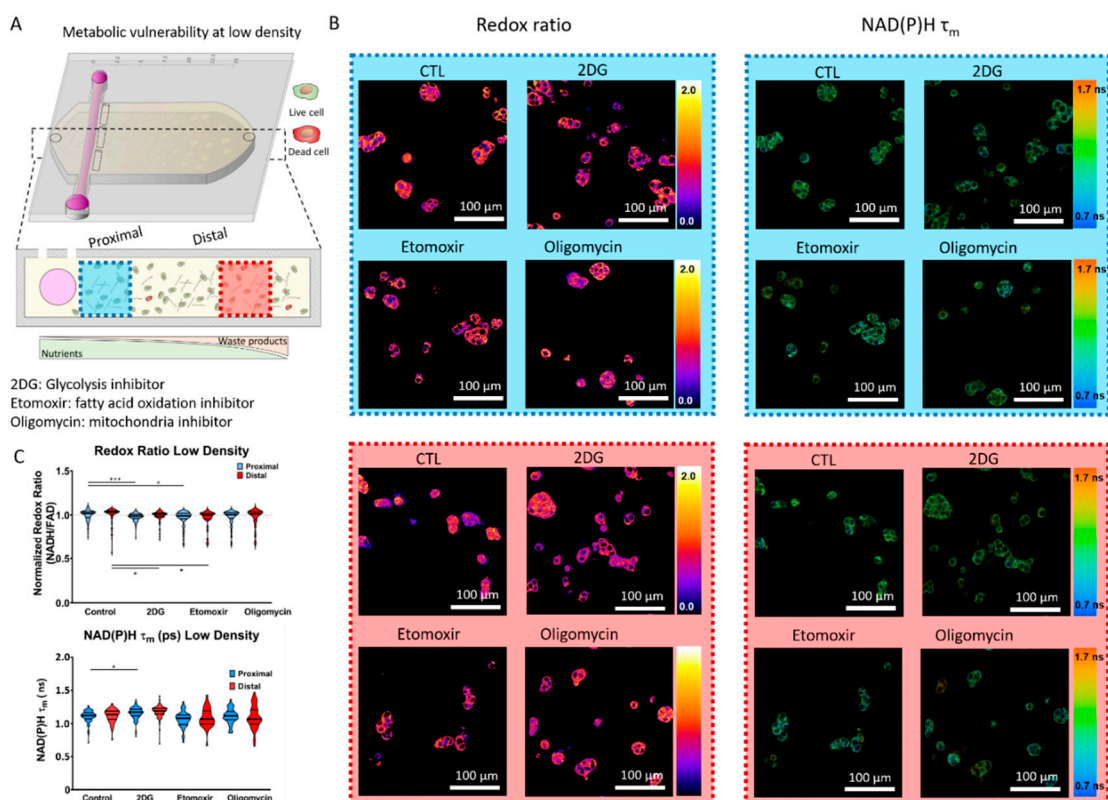 A
Metabolic vulnerability at low density
Live cell
Dead cell
Proximal
Distal
Waste products
Nutrients
2DG: Glycolysis inhibitor
Etomoxir: fatty acid oxidation inhibitor
Oligomycin: mitochondria inhibitor
B
Redox ratio
CTL
2DG
2.0
100 µm
100 µm
0.0
Etomoxir
Oligomycin
2.0
100 µm
100 µm
0.0
NAD(P)H τm
CTL
2DG
1.7 ns
100 µm
100 µm
0.7 ns
Etomoxir
Oligomycin
1.7 ns
100 µm
100 µm
0.7 ns
CTL
2DG
2.0
100 µm
100 µm
0.0
Etomoxir
Oligomycin
100 µm
100 µm
CTL
2DG
1.7 ns
100 µm
100 µm
0.7 ns
Etomoxir
Oligomycin
1.7 ns
100 µm
100 µm
0.7 ns
C
Redox Ratio Low Density
Proximal
Distal
Normalized Redox Ratio
(NADH/FAD)
1.5
1.0
0.5
0.0
***
*
*
*
Control
2DG
Etomoxir
Oligomycin
NAD(P)H τm (ps) Low Density
Proximal
Distal
NAD(P)H τm (ns)
2.0
1.5
1.0
0.5
0
*
Control
2DG
Etomoxir
Oligomycin